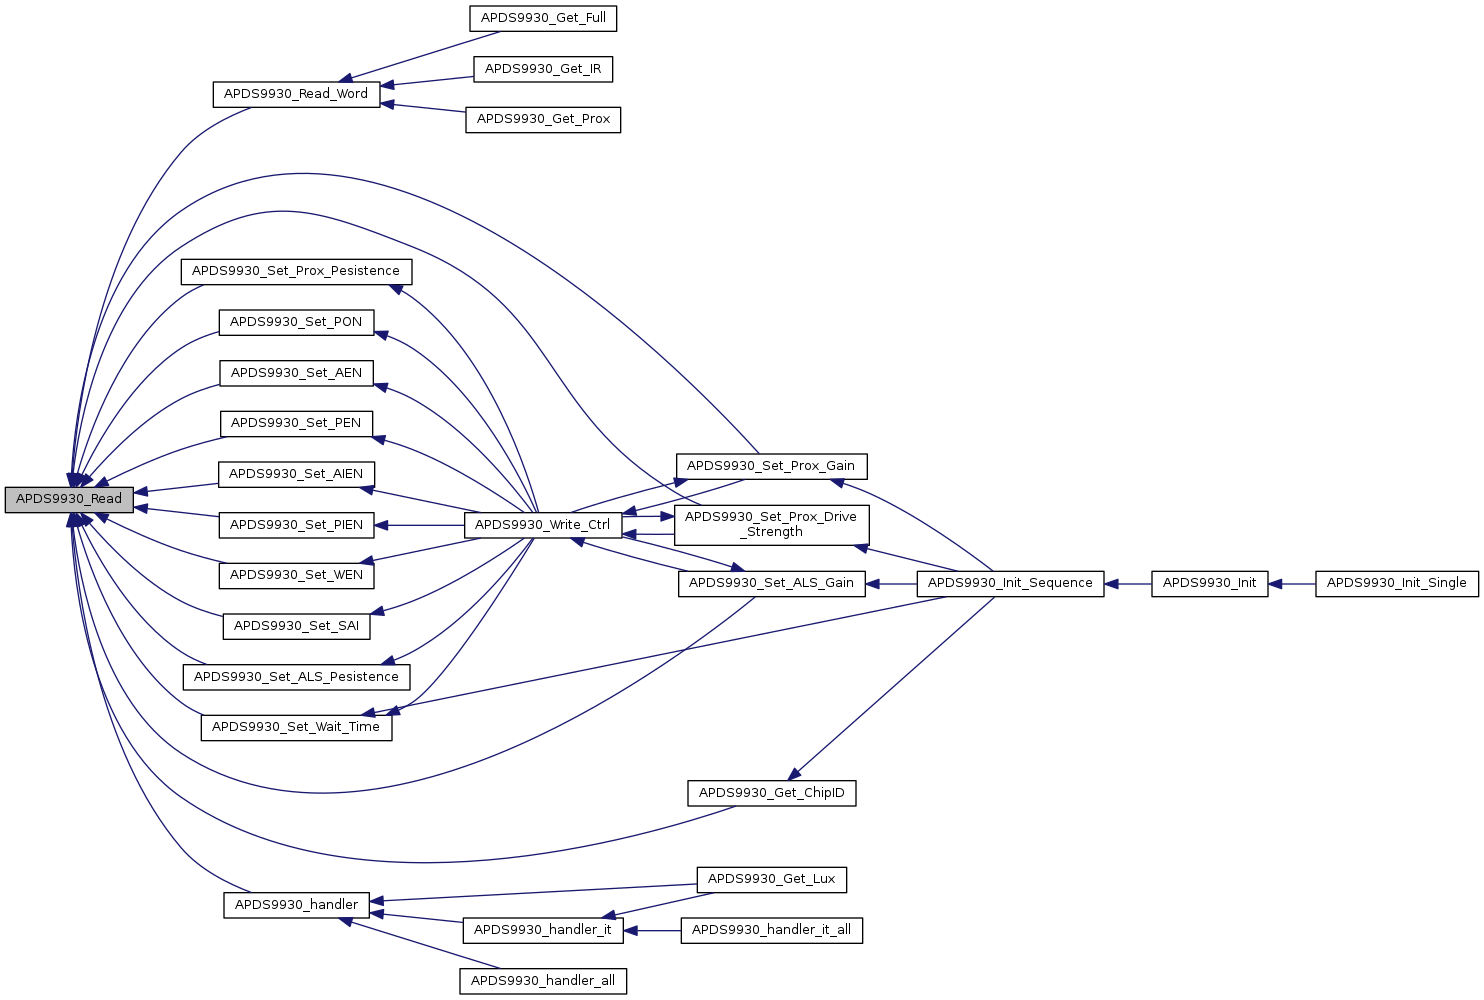 APDS9930_Get_Full
APDS9930_Get_IR
APDS9930_Read_Word
APDS9930_Get_Prox
APDS9930_Set_Prox_Pesistence
APDS9930_Set_PON
APDS9930_Set_AEN
APDS9930_Set_PEN
APDS9930_Set_Prox_Gain
APDS9930_Set_AIEN
APDS9930_Read
APDS9930_Set_PIEN
APDS9930_Write_Ctrl
APDS9930_Set_Prox_Drive
_Strength
APDS9930_Set_WEN
APDS9930_Set_ALS_Gain
APDS9930_Init_Sequence
APDS9930_Init
APDS9930_Init_Single
APDS9930_Set_SAI
APDS9930_Set_ALS_Pesistence
APDS9930_Set_Wait_Time
APDS9930_Get_ChipID
APDS9930_Get_Lux
APDS9930_handler
APDS9930_handler_it
APDS9930_handler_it_all
APDS9930_handler_all